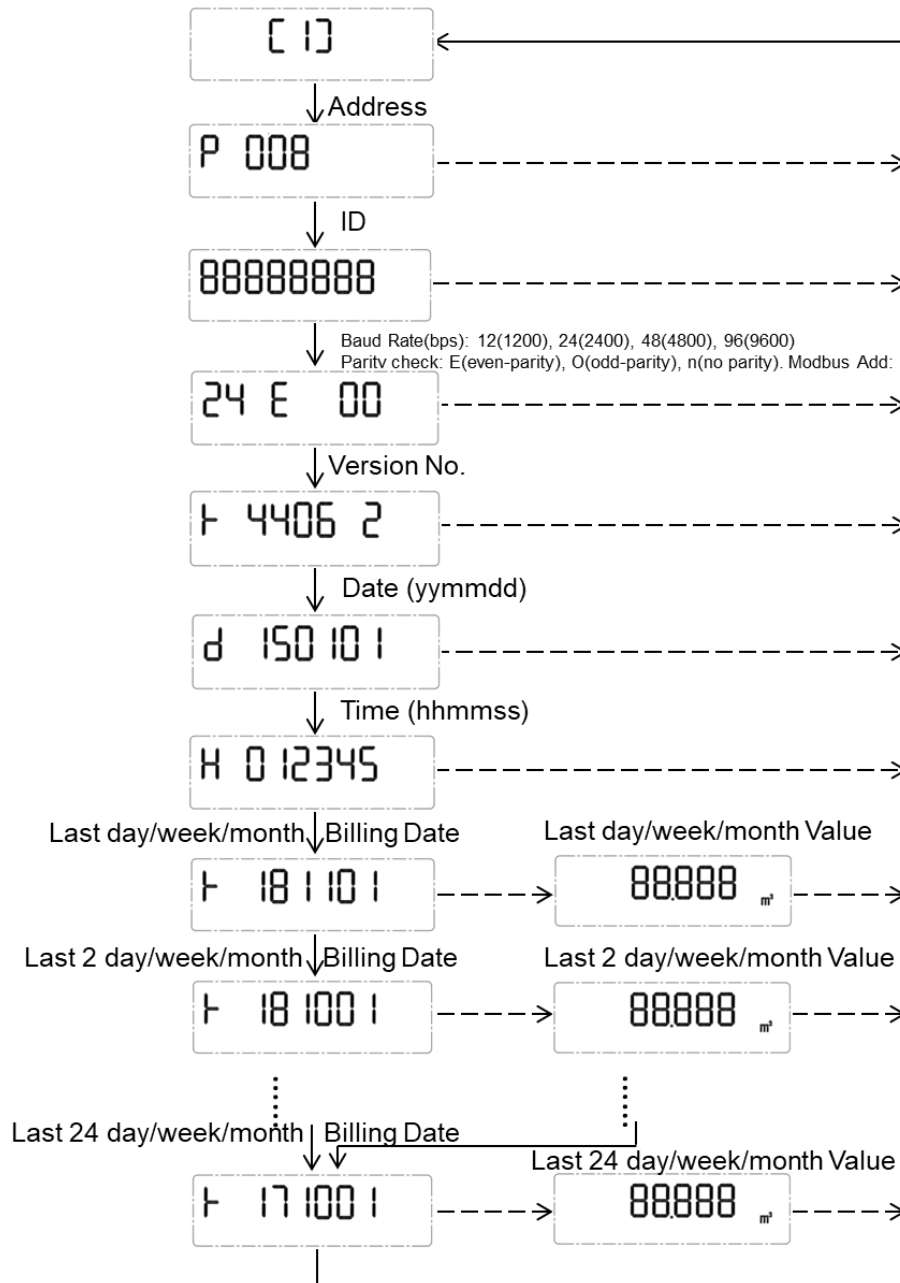 [1]
Address
P 008
ID
88888888
Baud Rate(bps): 12(1200), 24(2400), 48(4800), 96(9600)
Parity check: E(even-parity), O(odd-parity), n(no parity). Modbus Add:
24 E 00
Version No.
4406 2
Date (yymmdd)
d 150101
Time (hhmmss)
H 012345
Last day/week/month Billing Date
Last day/week/month Value
181101
88.888 m³
Last 2 day/week/month Billing Date
Last 2 day/week/month Value
181001
88.888 m³
Last 24 day/week/month Billing Date
Last 24 day/week/month Value
171001
88.888 m³